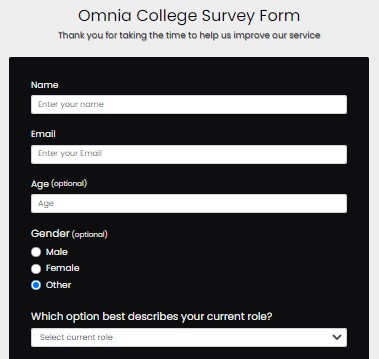 Omnia College Survey Form
Thank you for taking the time to help us improve our service
Name
Enter your name
Email
Enter your Email
Age (optional)
Age
Gender (optional)
Male
Female
Other
Which option best describes your current role?
Select current role